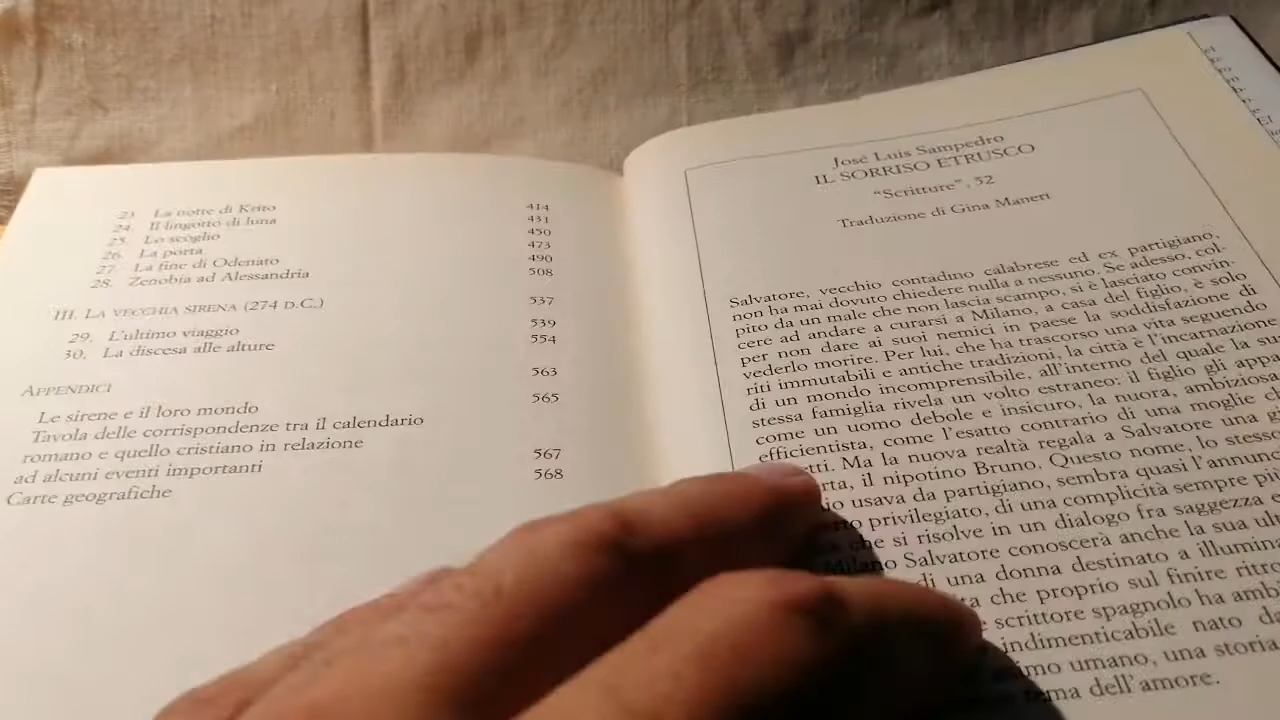 23. La notte di Krito 414
24. Il lingotto di luna 431
25. Lo scoglio 450
26. La porta 473
27. La fine di Odenato 490
28. Zenobia ad Alessandria 508
III. La vecchia sirena (274 d.C.) 537
29. L'ultimo viaggio 539
30. La discesa alle alture 554
Appendici 563
Le sirene e il loro mondo 565
Tavola delle corrispondenze tra il calendario
romano e quello cristiano in relazione
ad alcuni eventi importanti 567
Carte geografiche 568
José Luis Sampedro
IL SORRISO ETRUSCO
"Scritture", 52
Traduzione di Gina Maneri
Salvatore, vecchio contadino calabrese ed ex partigiano,
non ha mai dovuto chiedere nulla a nessuno. Se adesso, col-
pito da un male che non lascia scampo, si è lasciato convin-
cere ad andare a curarsi a Milano, a casa del figlio, è solo
per non dare ai suoi nemici in paese la soddisfazione di
vederlo morire. Per lui, che ha trascorso una vita seguendo
riti immutabili e antiche tradizioni, la città è l'incarnazione
di un mondo incomprensibile, all'interno del quale la sua
stessa famiglia rivela un volto estraneo: il figlio gli
come un uomo debole e insicuro, la nuora, ambiziosa
efficientista, come l'esatto contrario di una moglie
Ma la nuova realtà regala a Salvatore una
il nipotino Bruno. Questo nome, lo stesso
usava da partigiano, sembra quasi
privilegiato, di una complicità sempre
che si risolve in un dialogo fra saggezza e
Milano Salvatore conoscerà anche la sua
di una donna destinato a
che proprio sul finire
scrittore spagnolo ha
indimenticabile nato
umano, una storia
tema dell'amore.